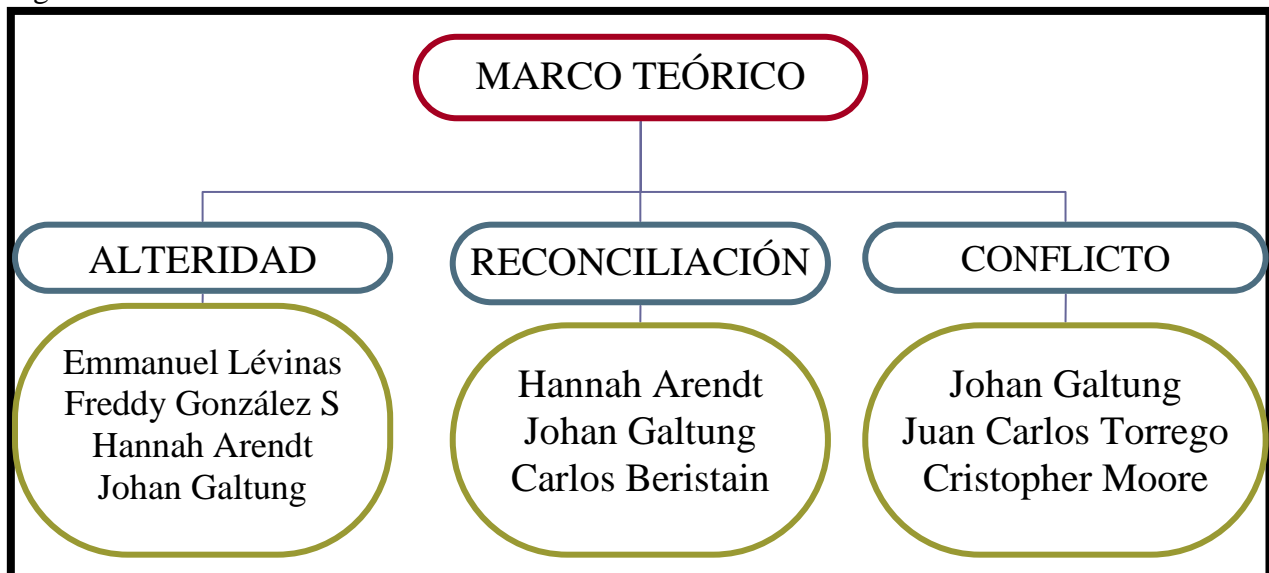 MARCO TEÓRICO
ALTERIDAD
Emmanuel Lévinas
Freddy González S
Hannah Arendt
Johan Galtung
RECONCILIACIÓN
Hannah Arendt
Johan Galtung
Carlos Beristain
CONFLICTO
Johan Galtung
Juan Carlos Torrego
Cristopher Moore